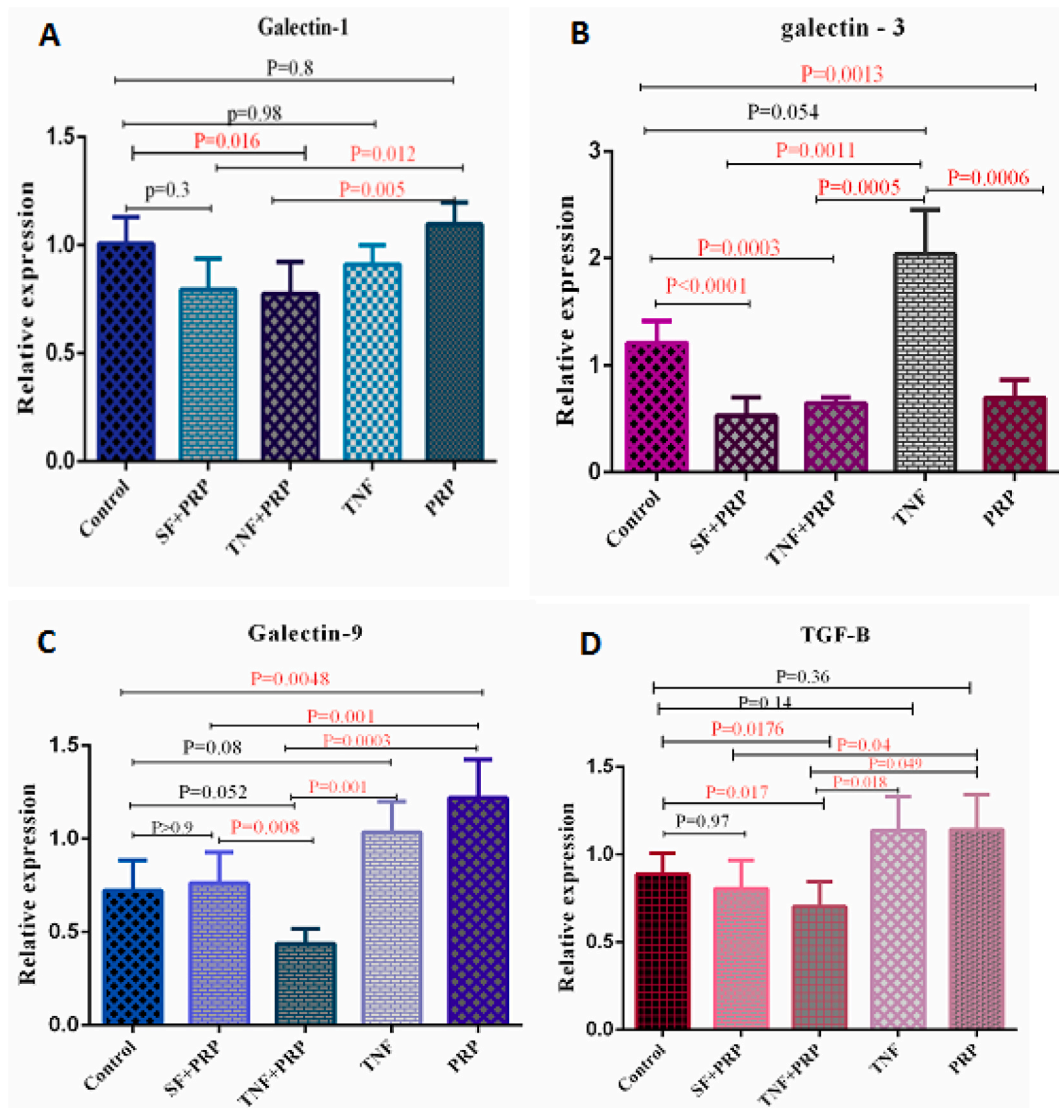 A
Galectin-1
P=0.8
p=0.98
P=0.016
P=0.012
p=0.3
P=0.005
Relative expression
1.5
1.0
0.5
0.0
Control
SF+PRP
TNF+PRP
TNF
PRP
B
galectin - 3
P=0.0013
P=0.054
P=0.0011
P=0.0005
P=0.0006
P=0.0003
P<0.0001
Relative expression
3
2
1
0
Control
SF+PRP
TNF+PRP
TNF
PRP
C
Galectin-9
P=0.0048
P=0.001
P=0.08
P=0.0003
P=0.052
P=0.001
P>0.9
P=0.008
Relative expression
1.5
1.0
0.5
0.0
Control
SF+PRP
TNF+PRP
TNF
PRP
D
TGF-B
P=0.36
P=0.14
P=0.0176
P=0.04
P=0.049
P=0.017
P=0.018
P=0.97
Relative expression
1.5
1.0
0.5
0.0
Control
SF+PRP
TNF+PRP
TNF
PRP